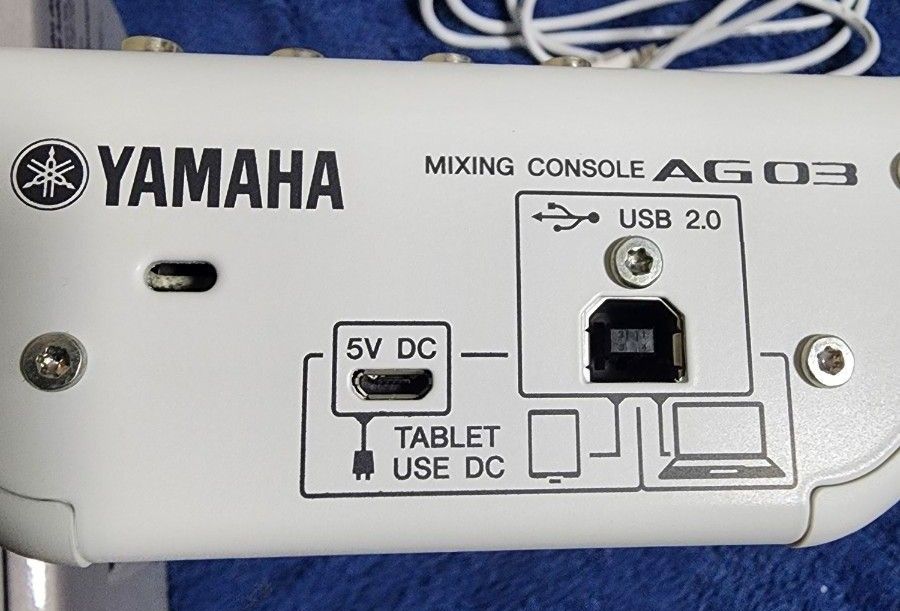 YAMAHA
MIXING CONSOLE AG03
USB 2.0
5V DC
TABLET
USE DC